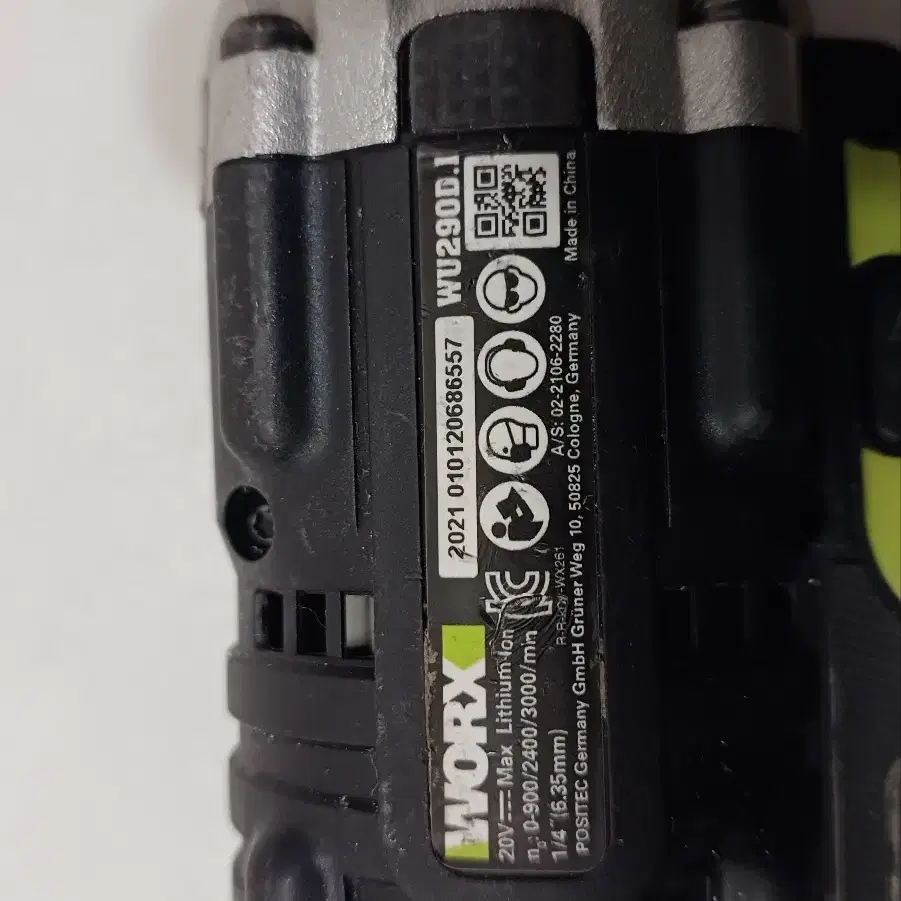 WORX
2021 010120686557
WU290D.1
20V Max Lithium-Ion
n₀: 0-900/2400/3000/min
1/4"(6.35mm)
-WX261
A/S: 02-2106-2280
POSITEC Germany GmbH Grüner Weg 10, 50825 Cologne, Germany
Made in China